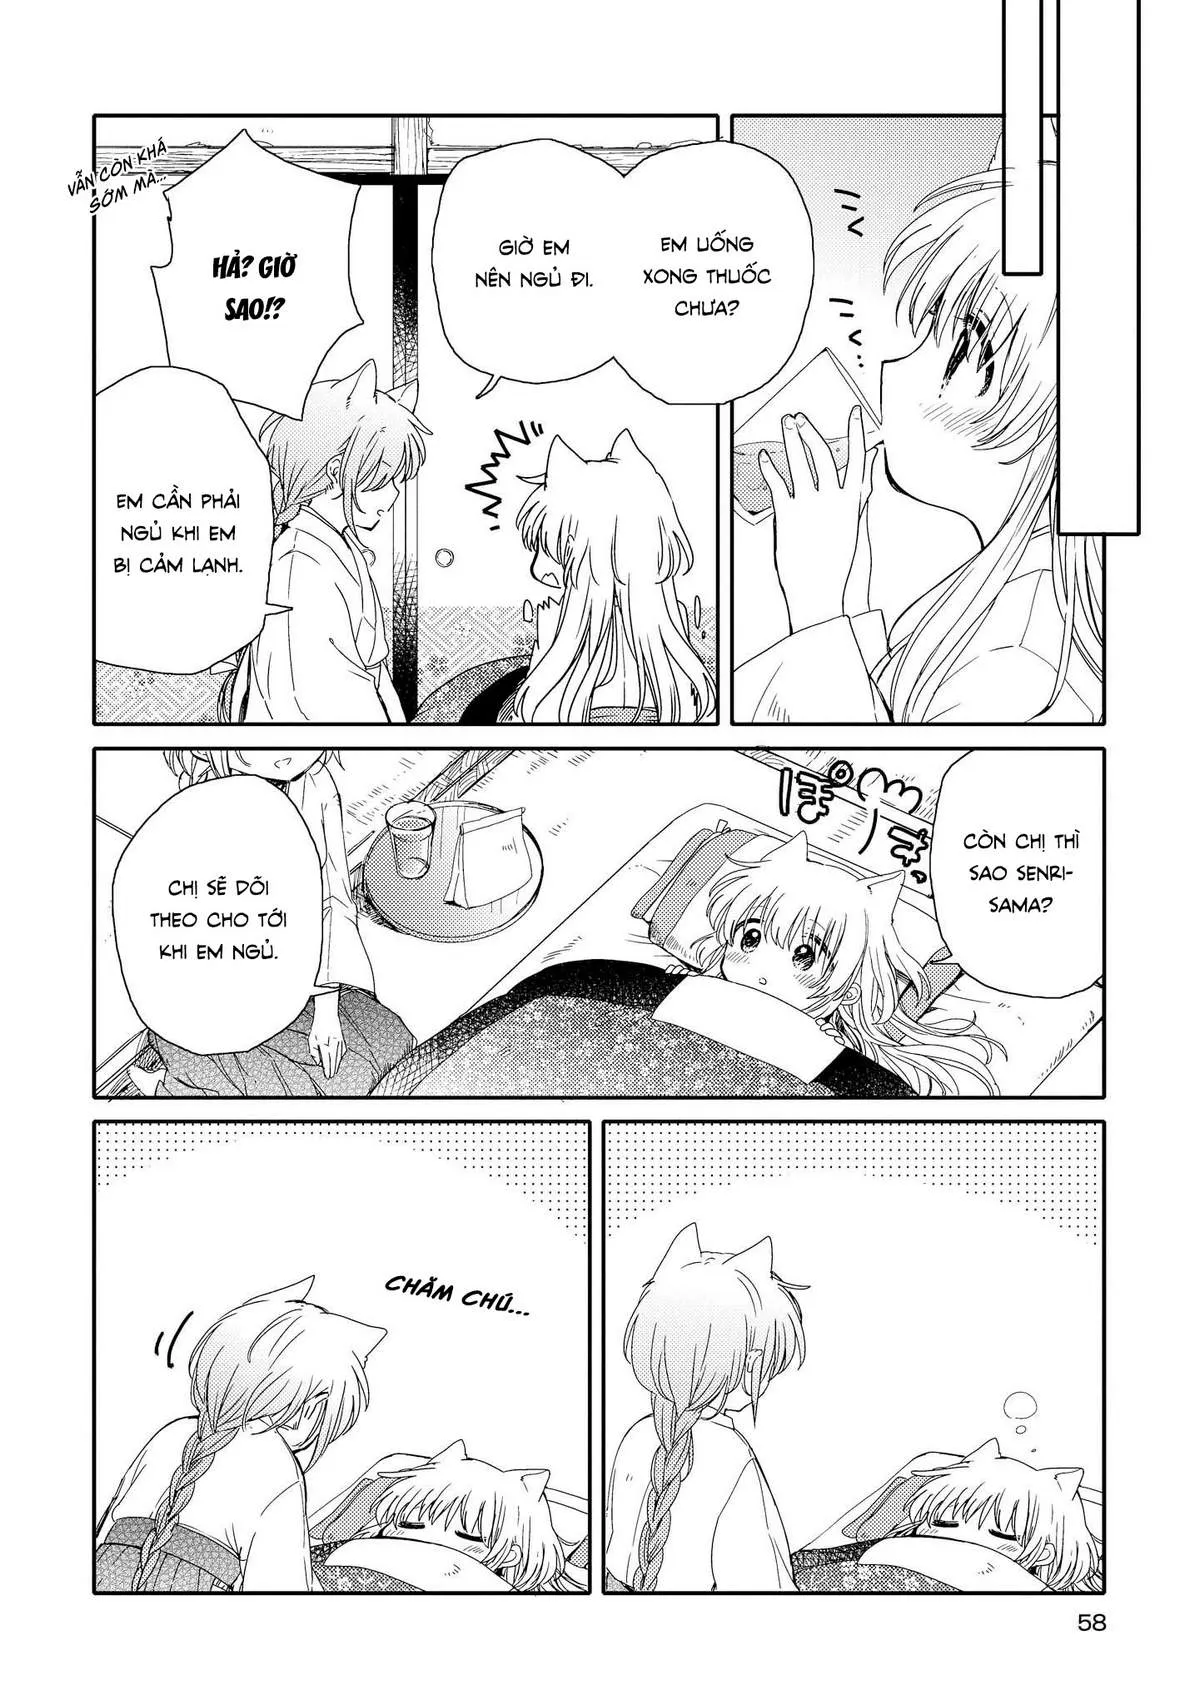 EM UỐNG
XONG THUỐC
CHƯA?
GIỜ EM
NÊN NGỦ ĐI.
HẢ? GIỜ
SAO!?
VẪN CÒN KHÁ
SỚM MÀ...
EM CẦN PHẢI
NGỦ KHI EM
BỊ CẢM LẠNH.
CÒN CHỊ THÌ
SAO SENRI-
SAMA?
CHỊ SẼ DÕI
THEO CHO TỚI
KHI EM NGỦ.
CHĂM CHÚ...
58